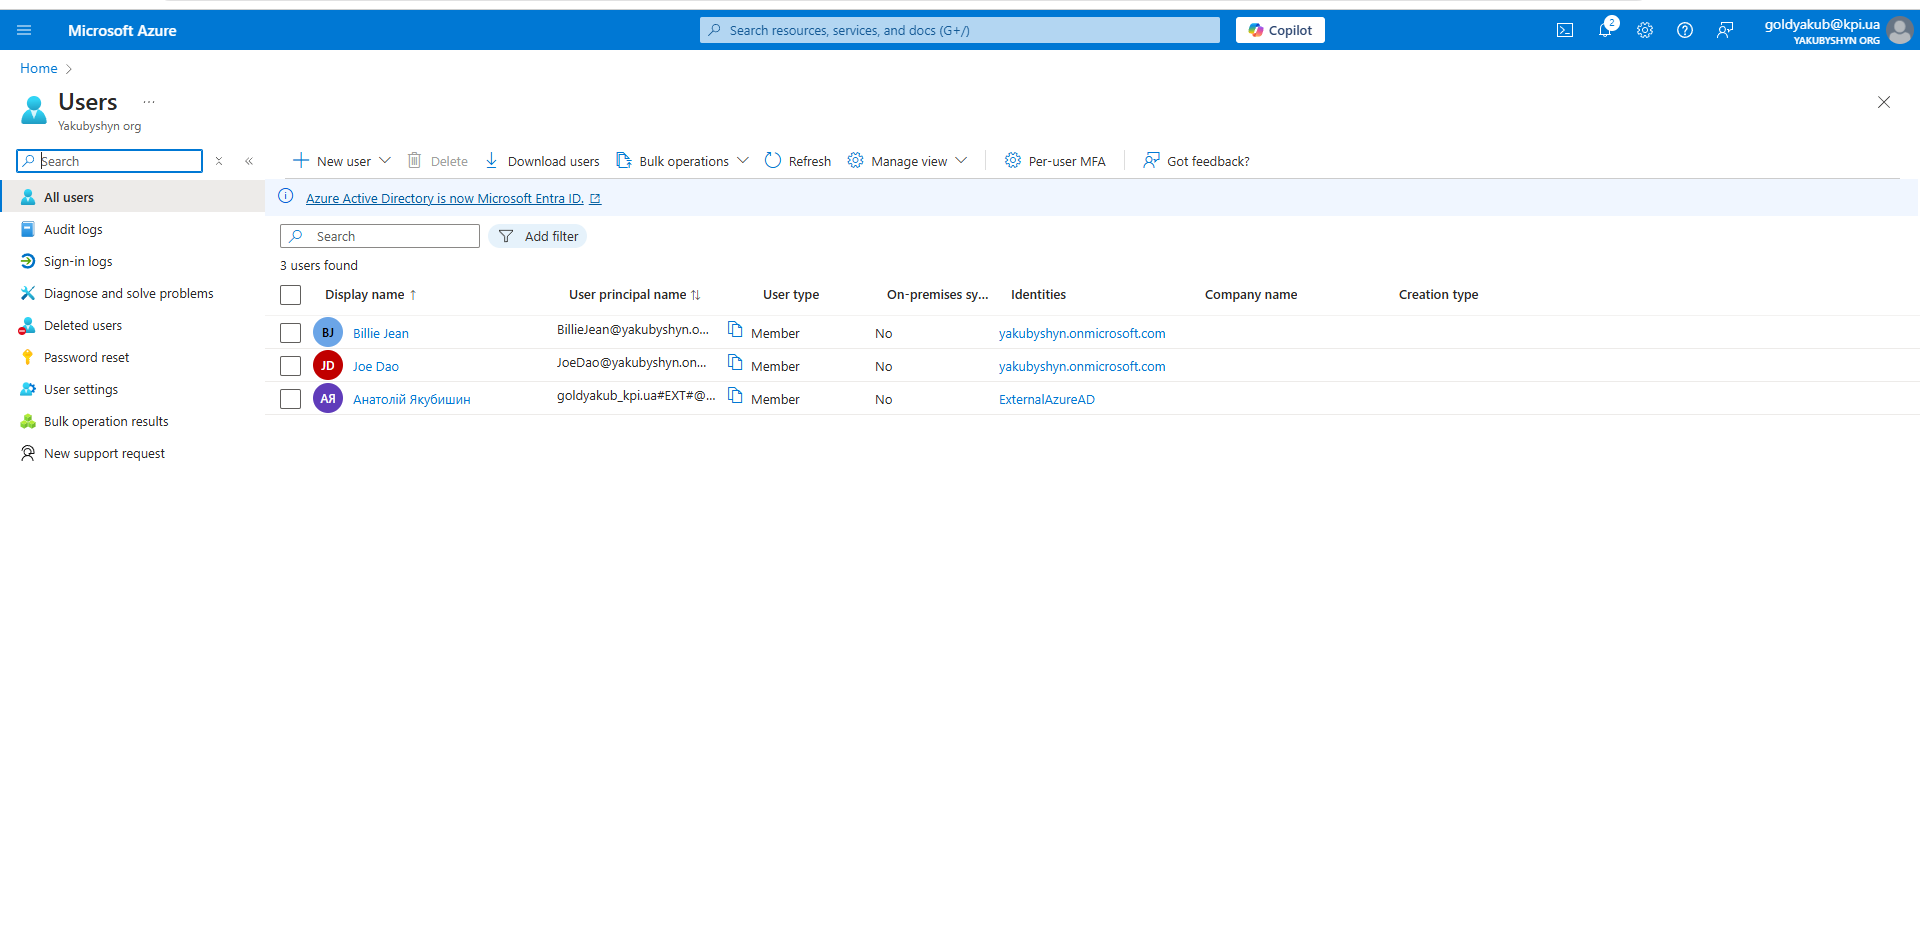 Microsoft Azure
Search resources, services, and docs (G+/)
Copilot
2
goldyakub@kpi.ua
YAKUBYSHYN ORG
Home
Users
Yakubyshyn org
Search
New user
Delete
Download users
Bulk operations
Refresh
Manage view
Per-user MFA
Got feedback?
All users
Audit logs
Sign-in logs
Diagnose and solve problems
Deleted users
Password reset
User settings
Bulk operation results
New support request
Azure Active Directory is now Microsoft Entra ID.
Search
Add filter
3 users found
Display name ↑ User principal name ↑↓ User type On-premises sy... Identities Company name Creation type
BJ Billie Jean BillieJean@yakubyshyn.o... Member No yakubyshyn.onmicrosoft.com
JD Joe Dao JoeDao@yakubyshyn.on... Member No yakubyshyn.onmicrosoft.com
АЯ Анатолій Якубишин goldyakub_kpi.ua#EXT#@... Member No ExternalAzureAD